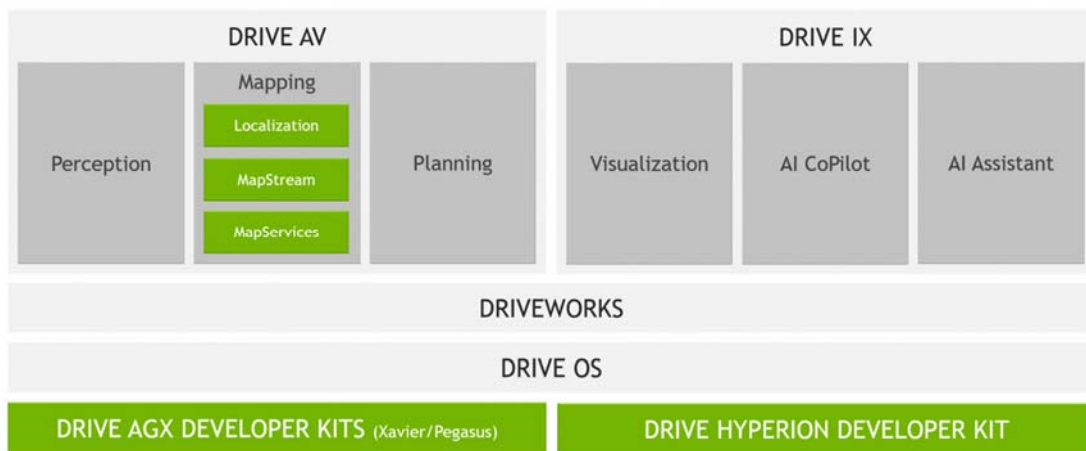 DRIVE AV
Perception
Mapping
Localization
MapStream
MapServices
Planning
DRIVE IX
Visualization
AI CoPilot
AI Assistant
DRIVEWORKS
DRIVE OS
DRIVE AGX DEVELOPER KITS (Xavier/Pegasus)
DRIVE HYPERION DEVELOPER KIT